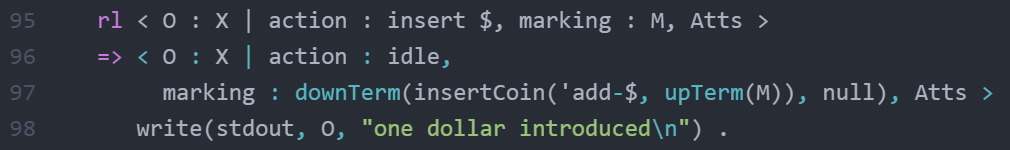 95 rl < O : X | action : insert $, marking : M, Atts >
96 => < O : X | action : idle,
97 marking : downTerm(insertCoin('add-$, upTerm(M)), null), Atts >
98 write(stdout, O, "one dollar introduced\n") .